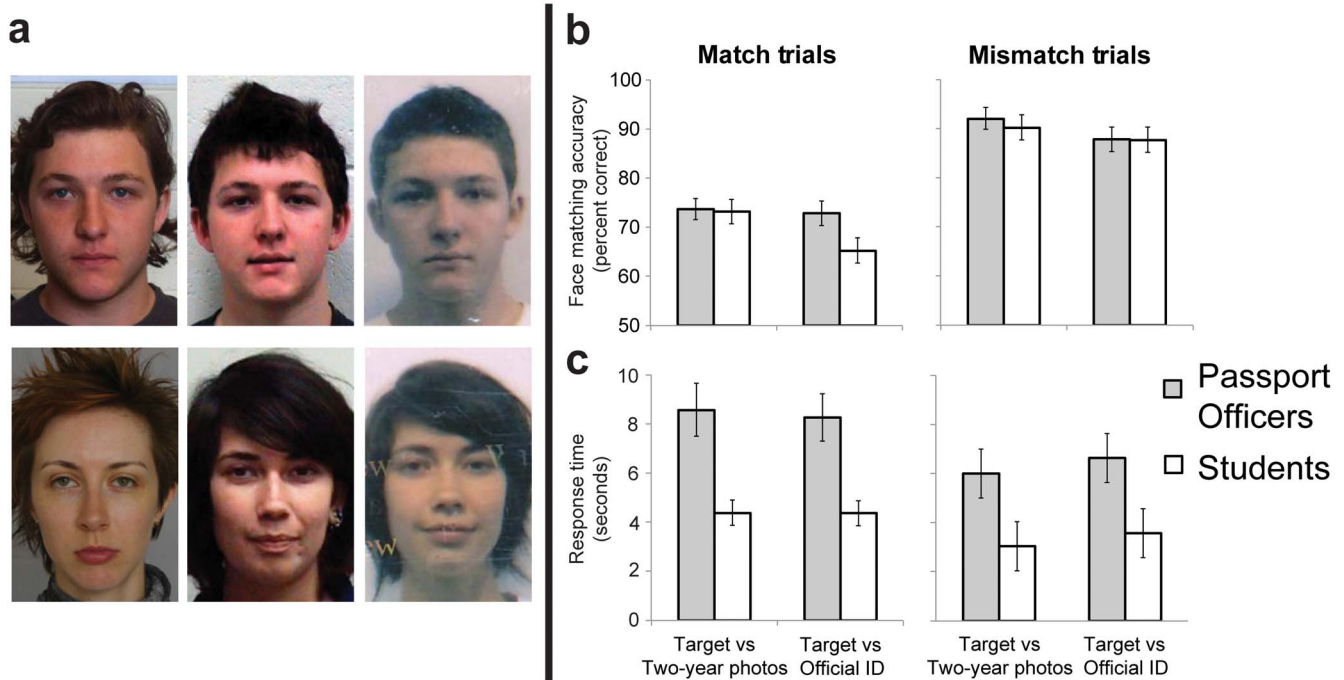 a
ew
w
ew
b
Match trials
Mismatch trials
Face matching accuracy
(percent correct)
100
90
80
70
60
50
c
Response time
(seconds)
10
8
6
4
2
0
Target vs
Two-year photos
Target vs
Official ID
Target vs
Two-year photos
Target vs
Official ID
Passport
Officers
Students